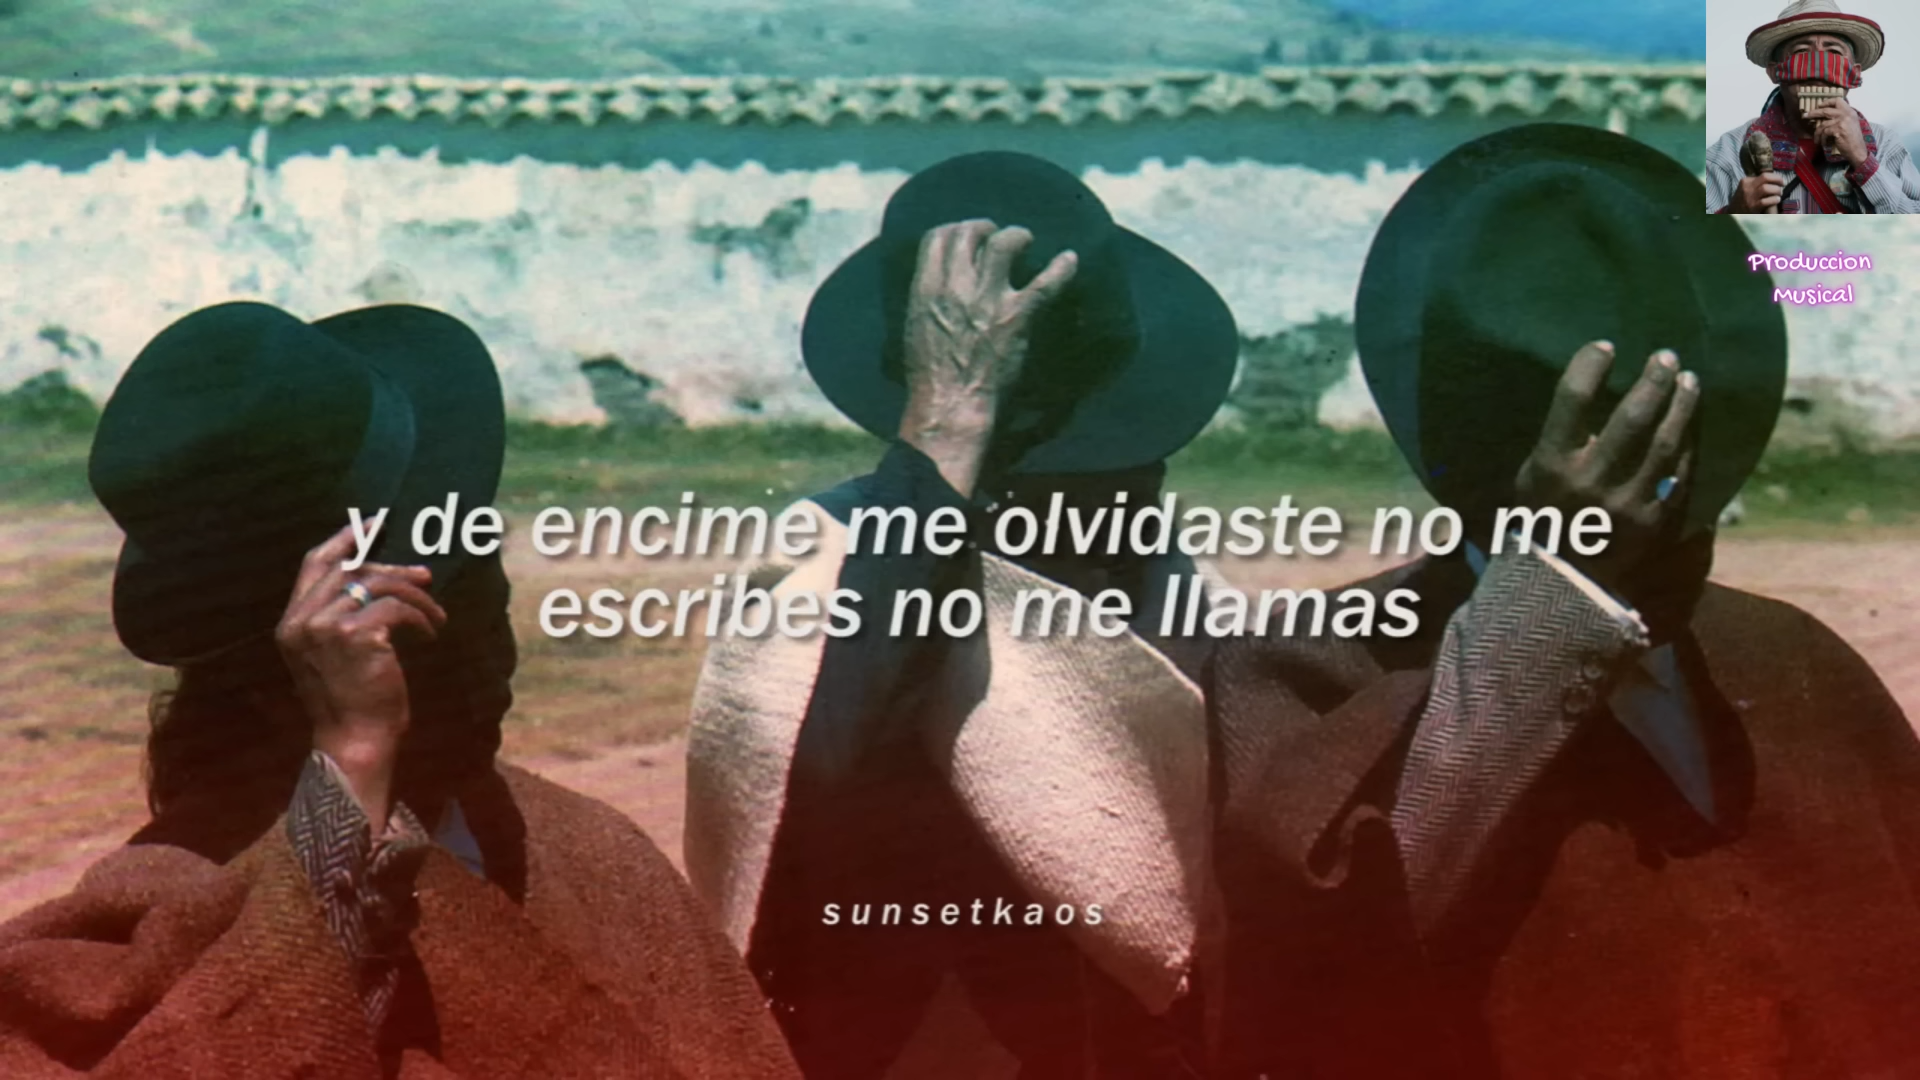 Produccion
Musical
y de encime me olvidaste no me
escribes no me llamas
sunsetkaos